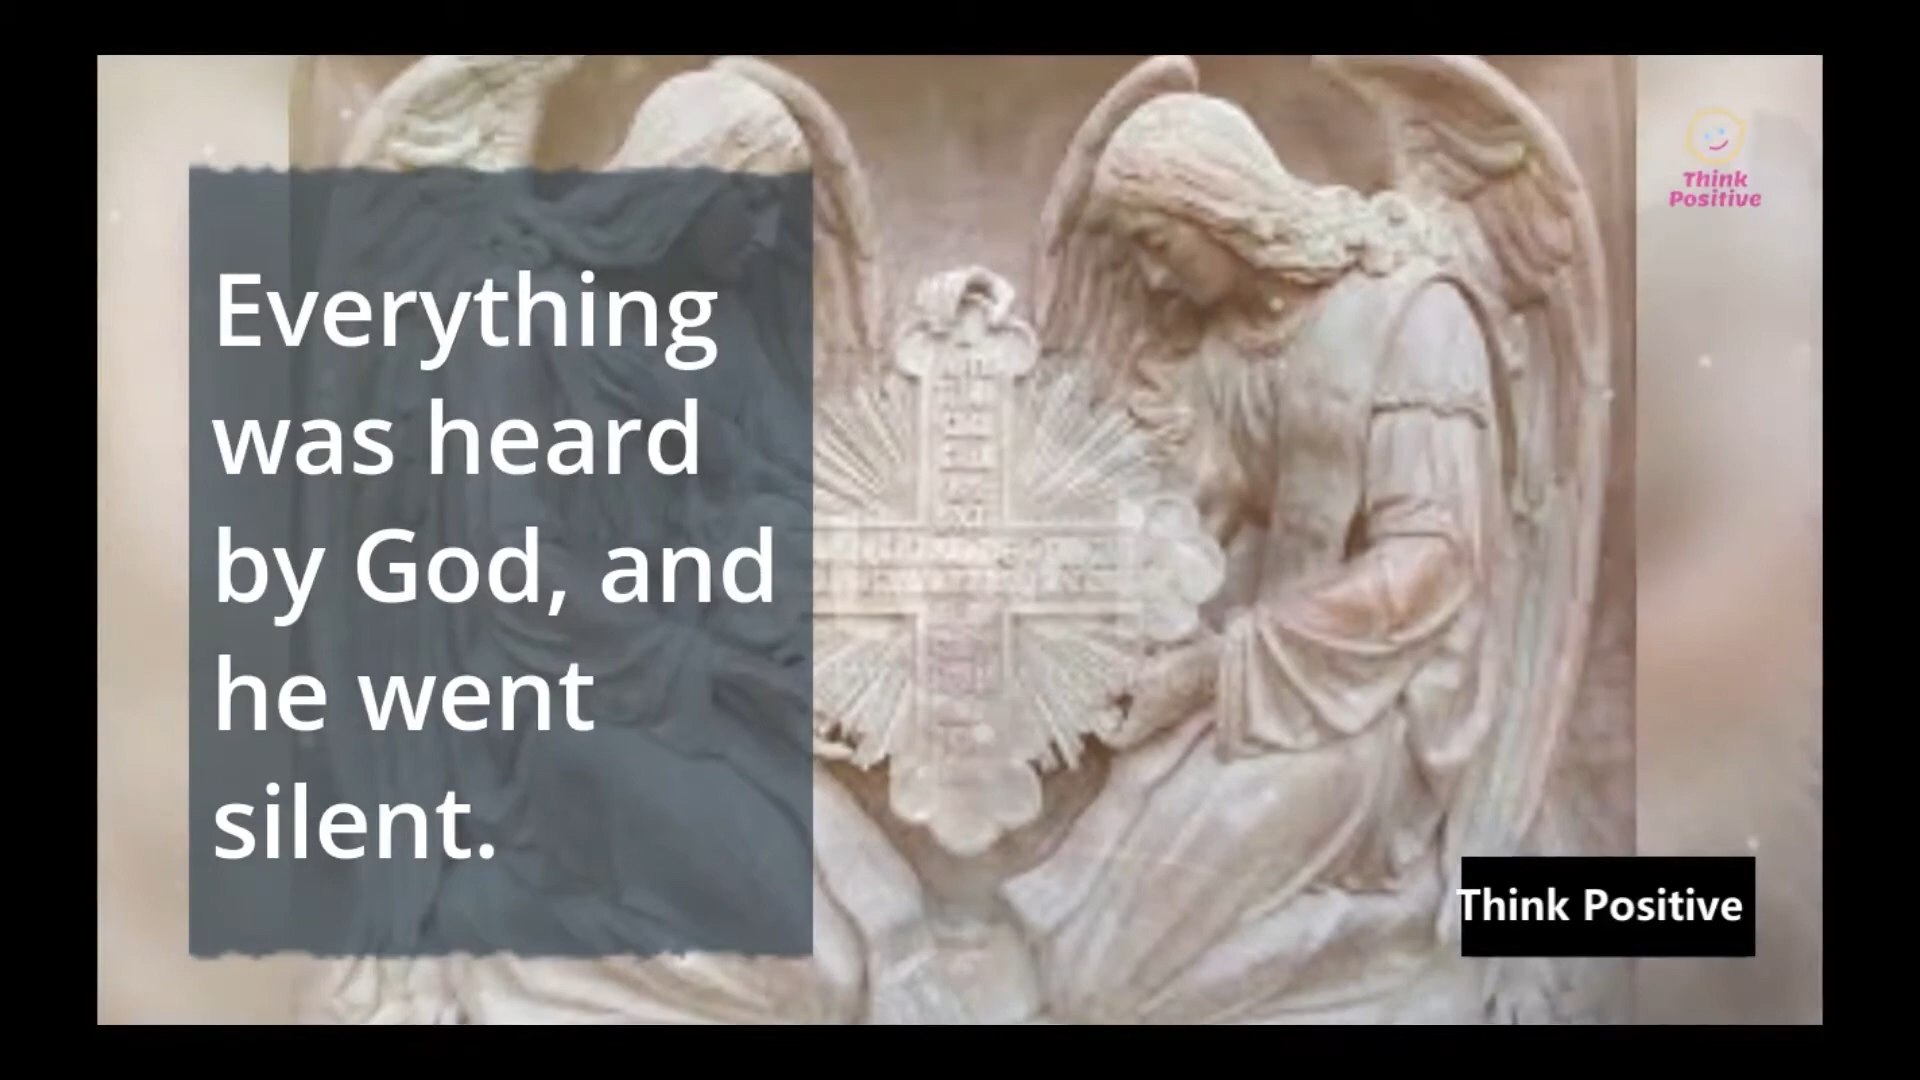 Everything
was heard
by God, and
he went
silent.
Think
Positive
Think Positive